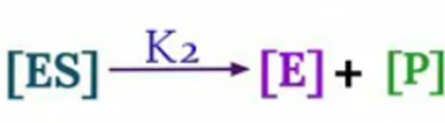 [ES] K2 [E] + [P]